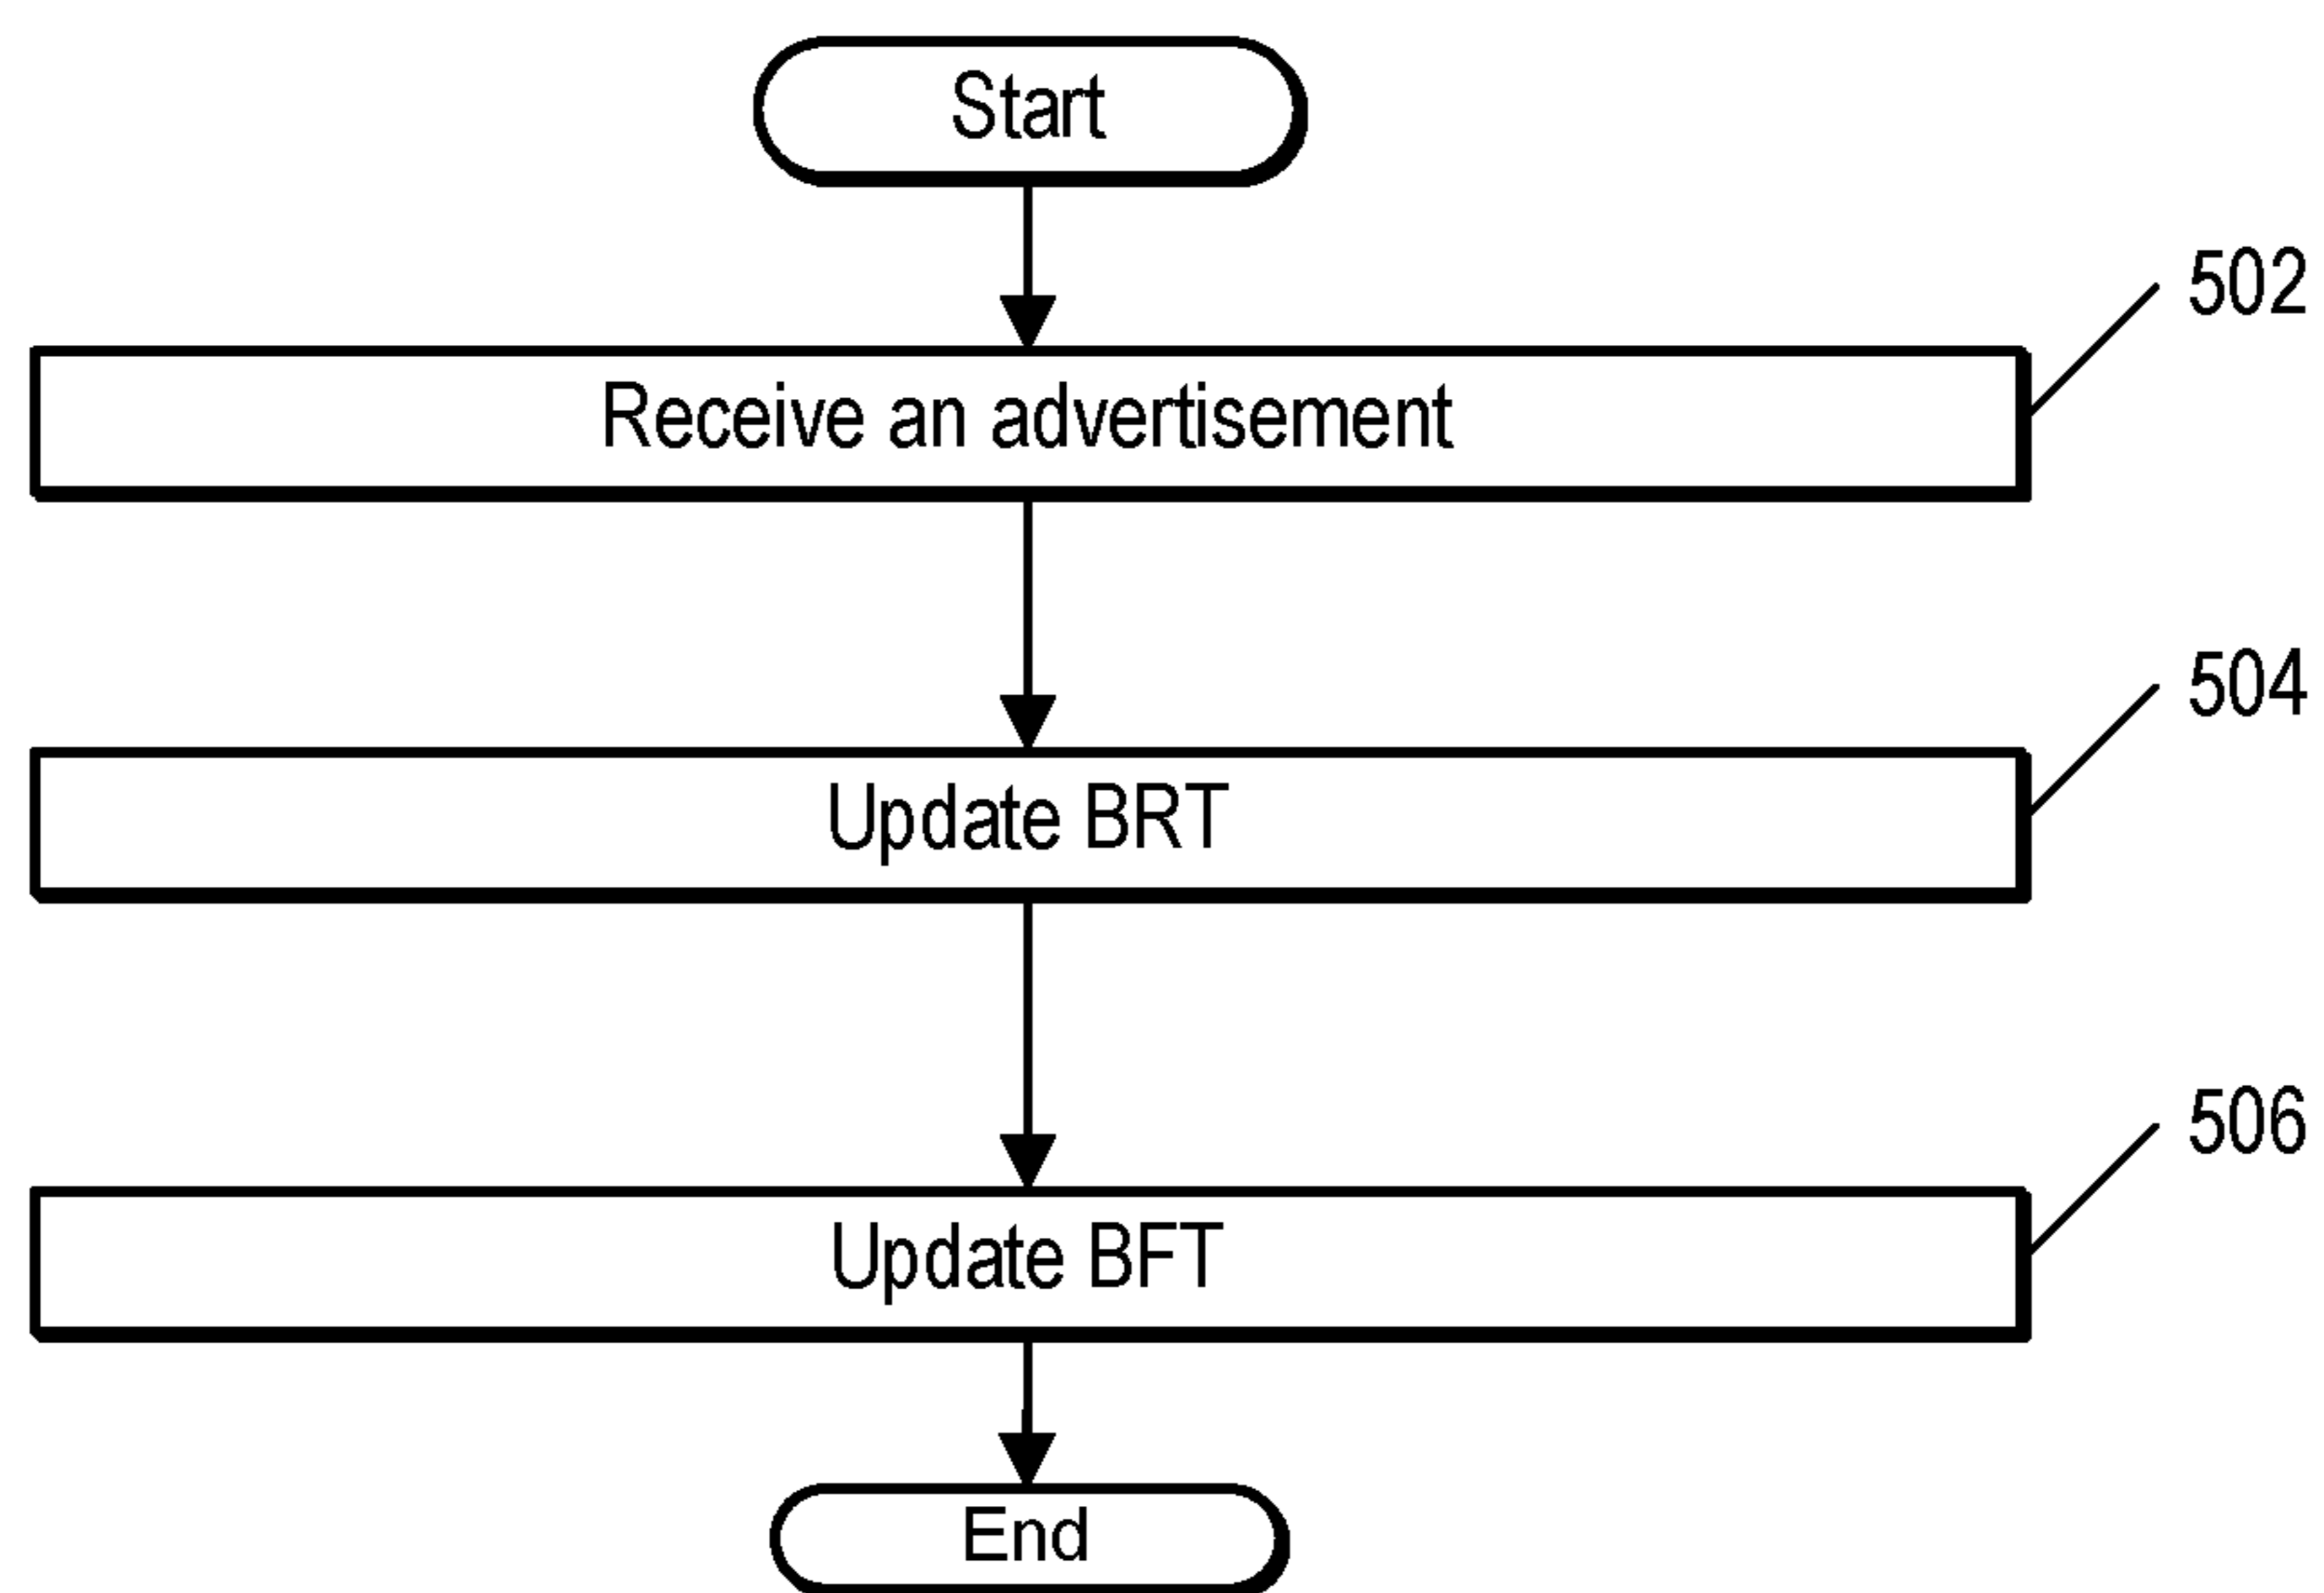 Start
502
Receive an advertisement
504
Update BRT
506
Update BFT
End